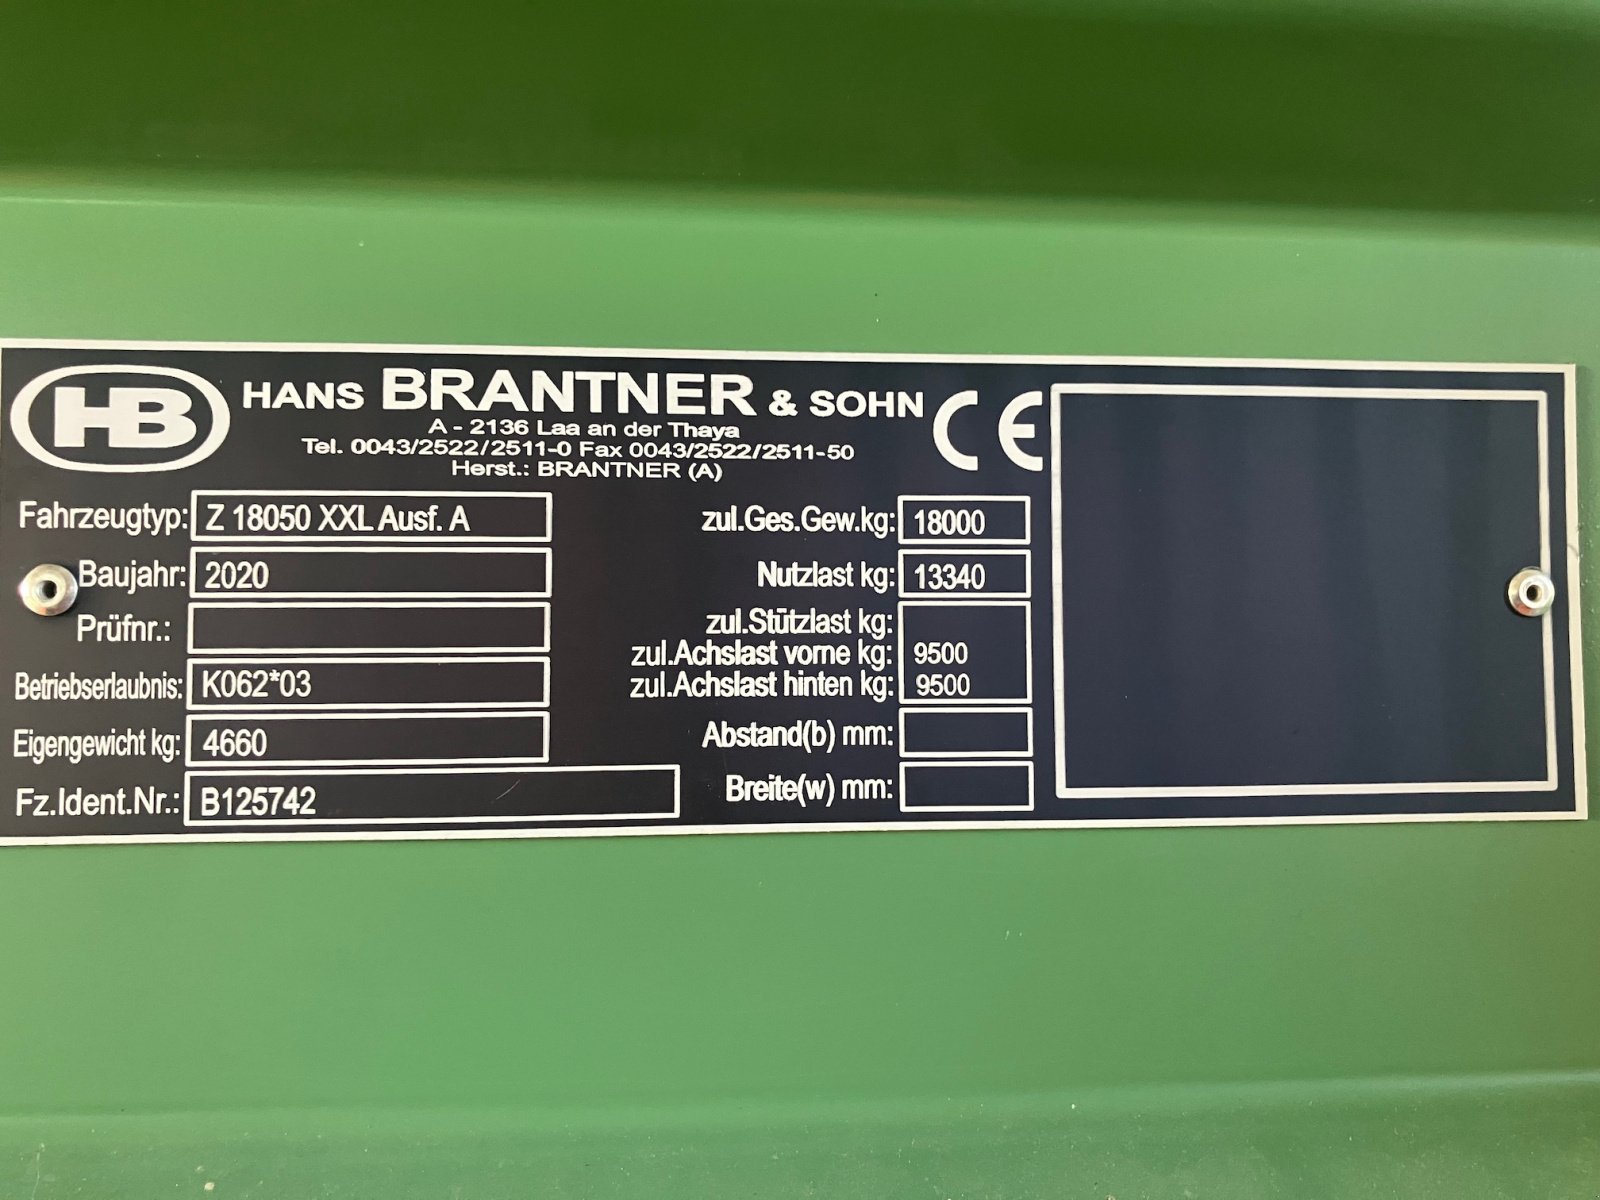 HB HANS BRANTNER & SOHN CE
A - 2136 Laa an der Thaya
Tel. 0043/2522/2511-0 Fax 0043/2522/2511-50
Herst.: BRANTNER (A)
Fahrzeugtyp: Z 18050 XXL Ausf. A
Baujahr: 2020
Prüfnr.:
Betriebserlaubnis: K062*03
Eigengewicht kg: 4660
Fz.Ident.Nr.: B125742
zul.Ges.Gew.kg: 18000
Nutzlast kg: 13340
zul.Stützlast kg:
zul.Achslast vorne kg: 9500
zul.Achslast hinten kg: 9500
Abstand(b) mm:
Breite(w) mm: